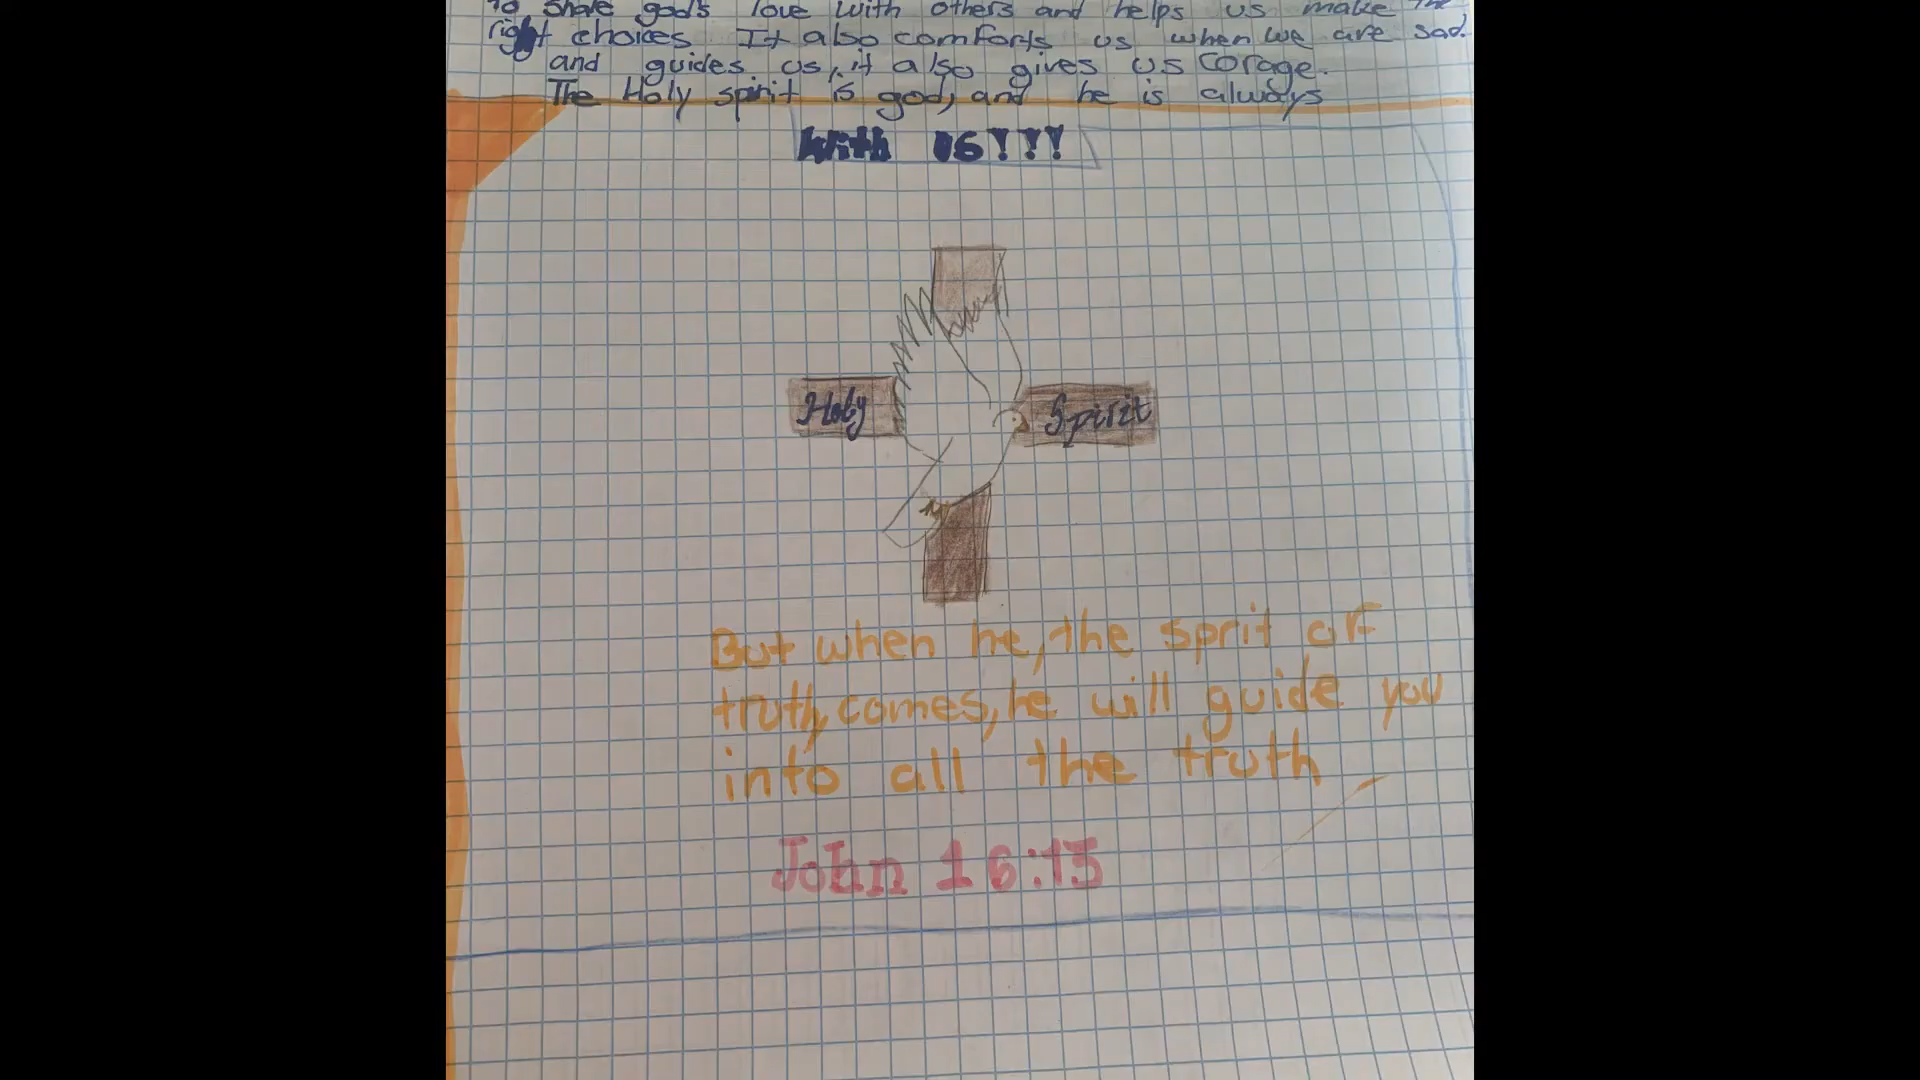 to share god's love with others and helps us make the
right choices. It also comforts us when we are sad.
and guides us, it also gives us corage.
The Holy spirit is god, and he is always
with us!!!
Holy Spirit
But when he, the sprit of
truth, comes, he will guide you
into all the truth
John 16:13